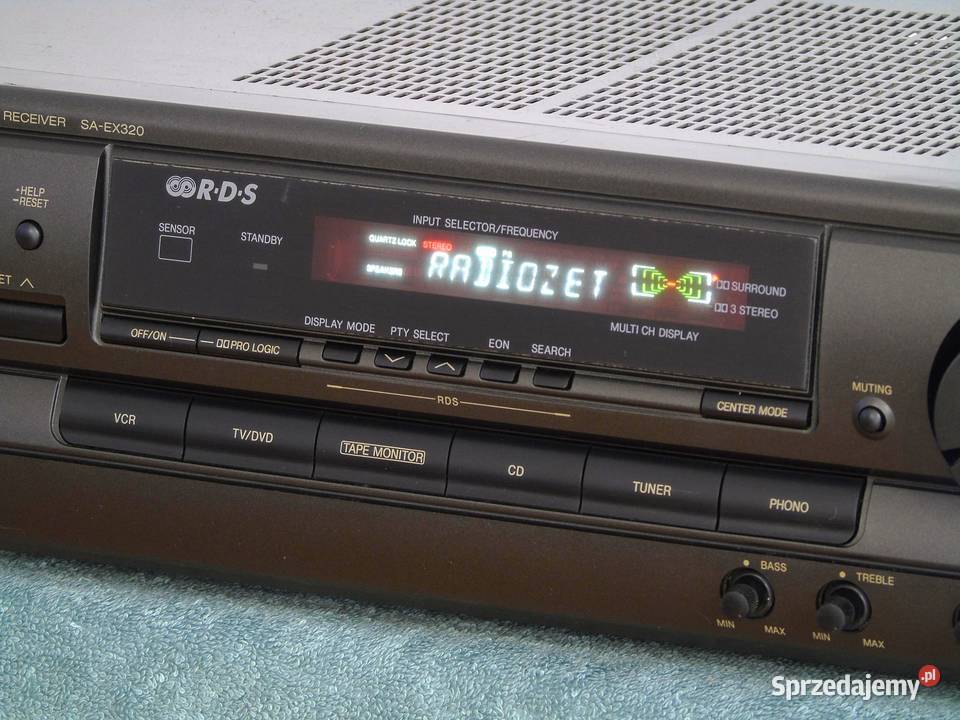 RECEIVER SA-EX320
•HELP
–RESET
R·D·S
SENSOR
STANDBY
INPUT SELECTOR/FREQUENCY
QUARTZ LOCK STEREO
SPEAKERS
RADIOZET
SURROUND
3 STEREO
MULTI CH DISPLAY
DISPLAY MODE
PTY SELECT
EON
SEARCH
OFF/ON
PRO LOGIC
RDS
CENTER MODE
MUTING
VCR
TV/DVD
TAPE MONITOR
CD
TUNER
PHONO
BASS
MIN
MAX
TREBLE
MIN
MAX
Sprzedajemy.pl